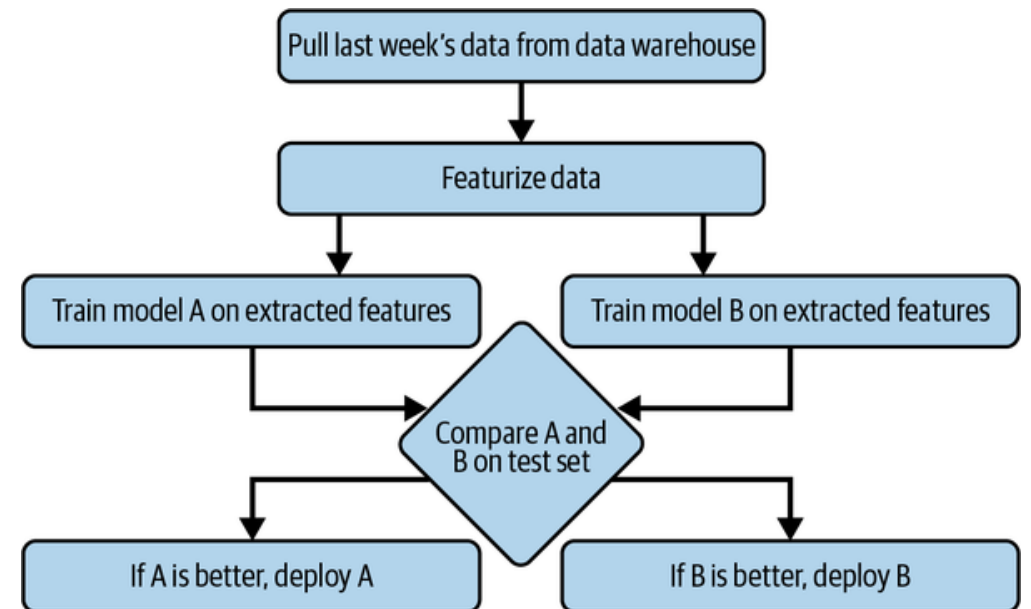 Pull last week's data from data warehouse
Featurize data
Train model A on extracted features
Train model B on extracted features
Compare A and
B on test set
If A is better, deploy A
If B is better, deploy B